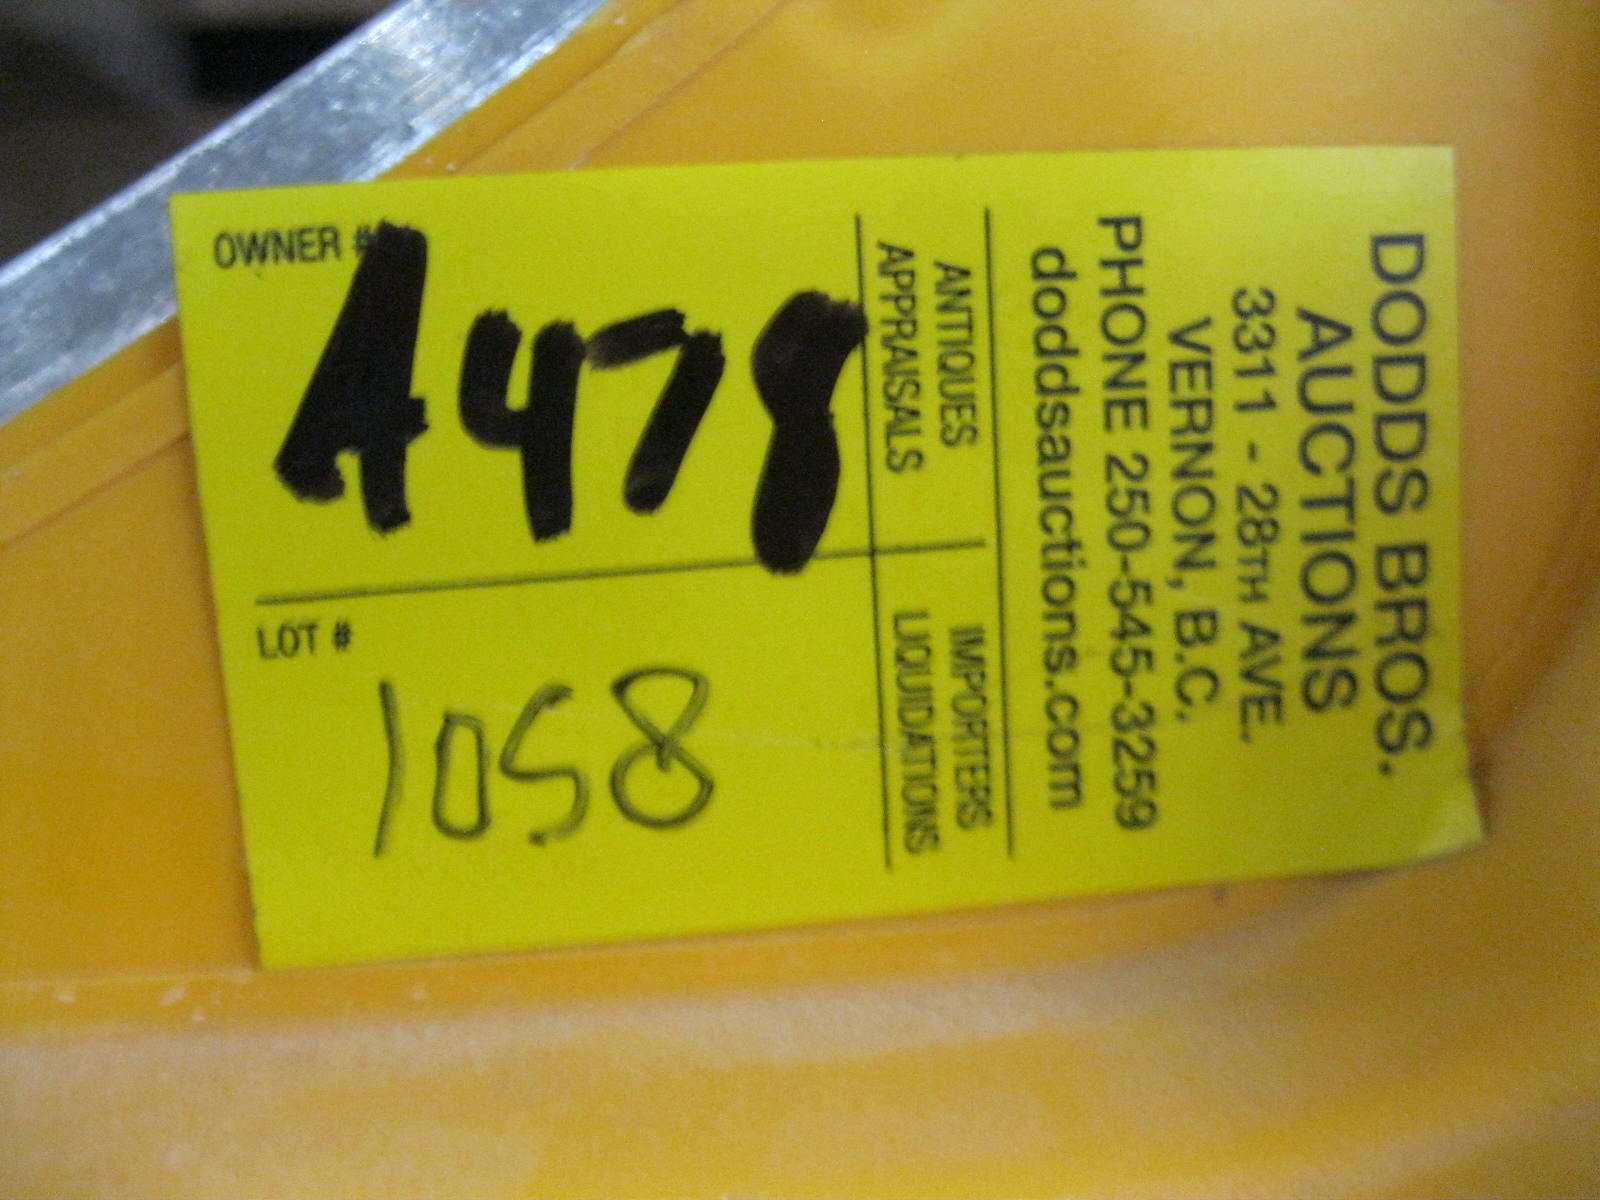 DODDS BROS.
AUCTIONS
3311 - 28TH AVE.
VERNON, B.C.
PHONE 250-545-3259
doddsauctions.com
ANTIQUES
APPRAISALS
IMPORTERS
LIQUIDATIONS
OWNER #
A478
LOT #
1058